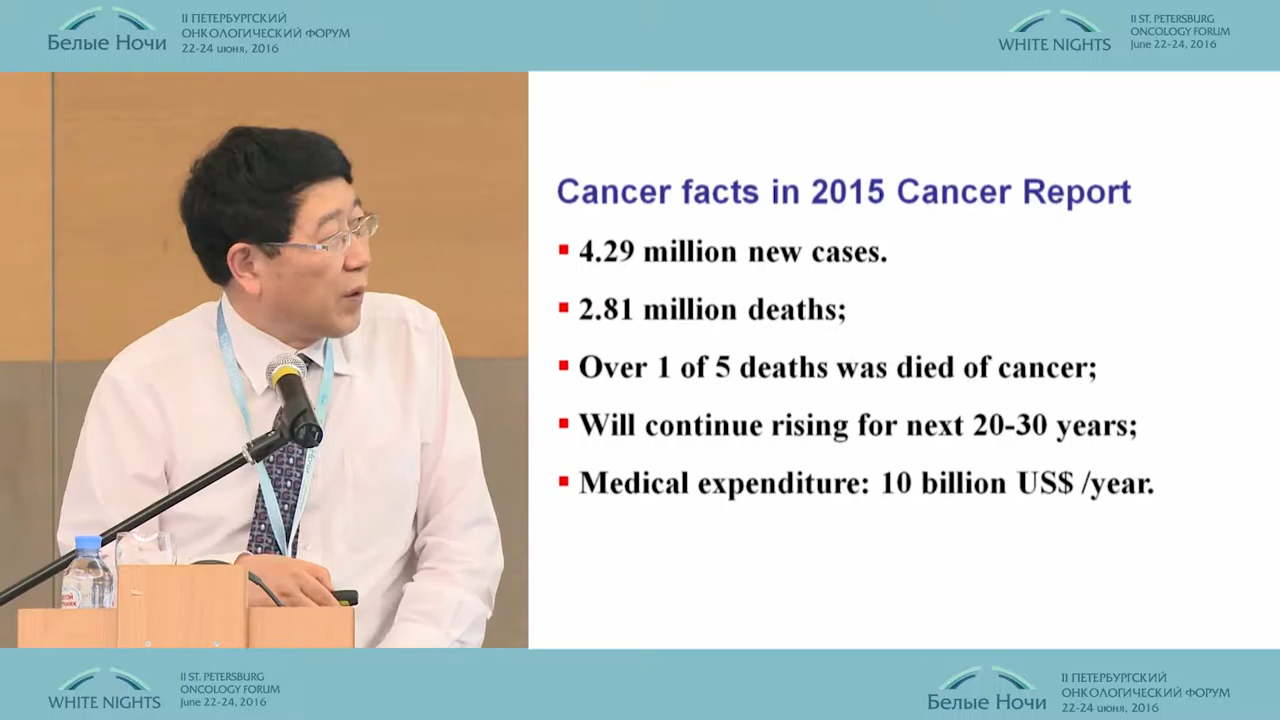 Белые Ночи
II ПЕТЕРБУРГСКИЙ
ОНКОЛОГИЧЕСКИЙ ФОРУМ
22-24 июня, 2016
WHITE NIGHTS
II ST. PETERSBURG
ONCOLOGY FORUM
June 22-24, 2016
Cancer facts in 2015 Cancer Report
4.29 million new cases.
2.81 million deaths;
Over 1 of 5 deaths was died of cancer;
Will continue rising for next 20-30 years;
Medical expenditure: 10 billion US$ /year.
WHITE NIGHTS
II ST. PETERSBURG
ONCOLOGY FORUM
June 22-24, 2016
Белые Ночи
II ПЕТЕРБУРГСКИЙ
ОНКОЛОГИЧЕСКИЙ ФОРУМ
22-24 июня, 2016